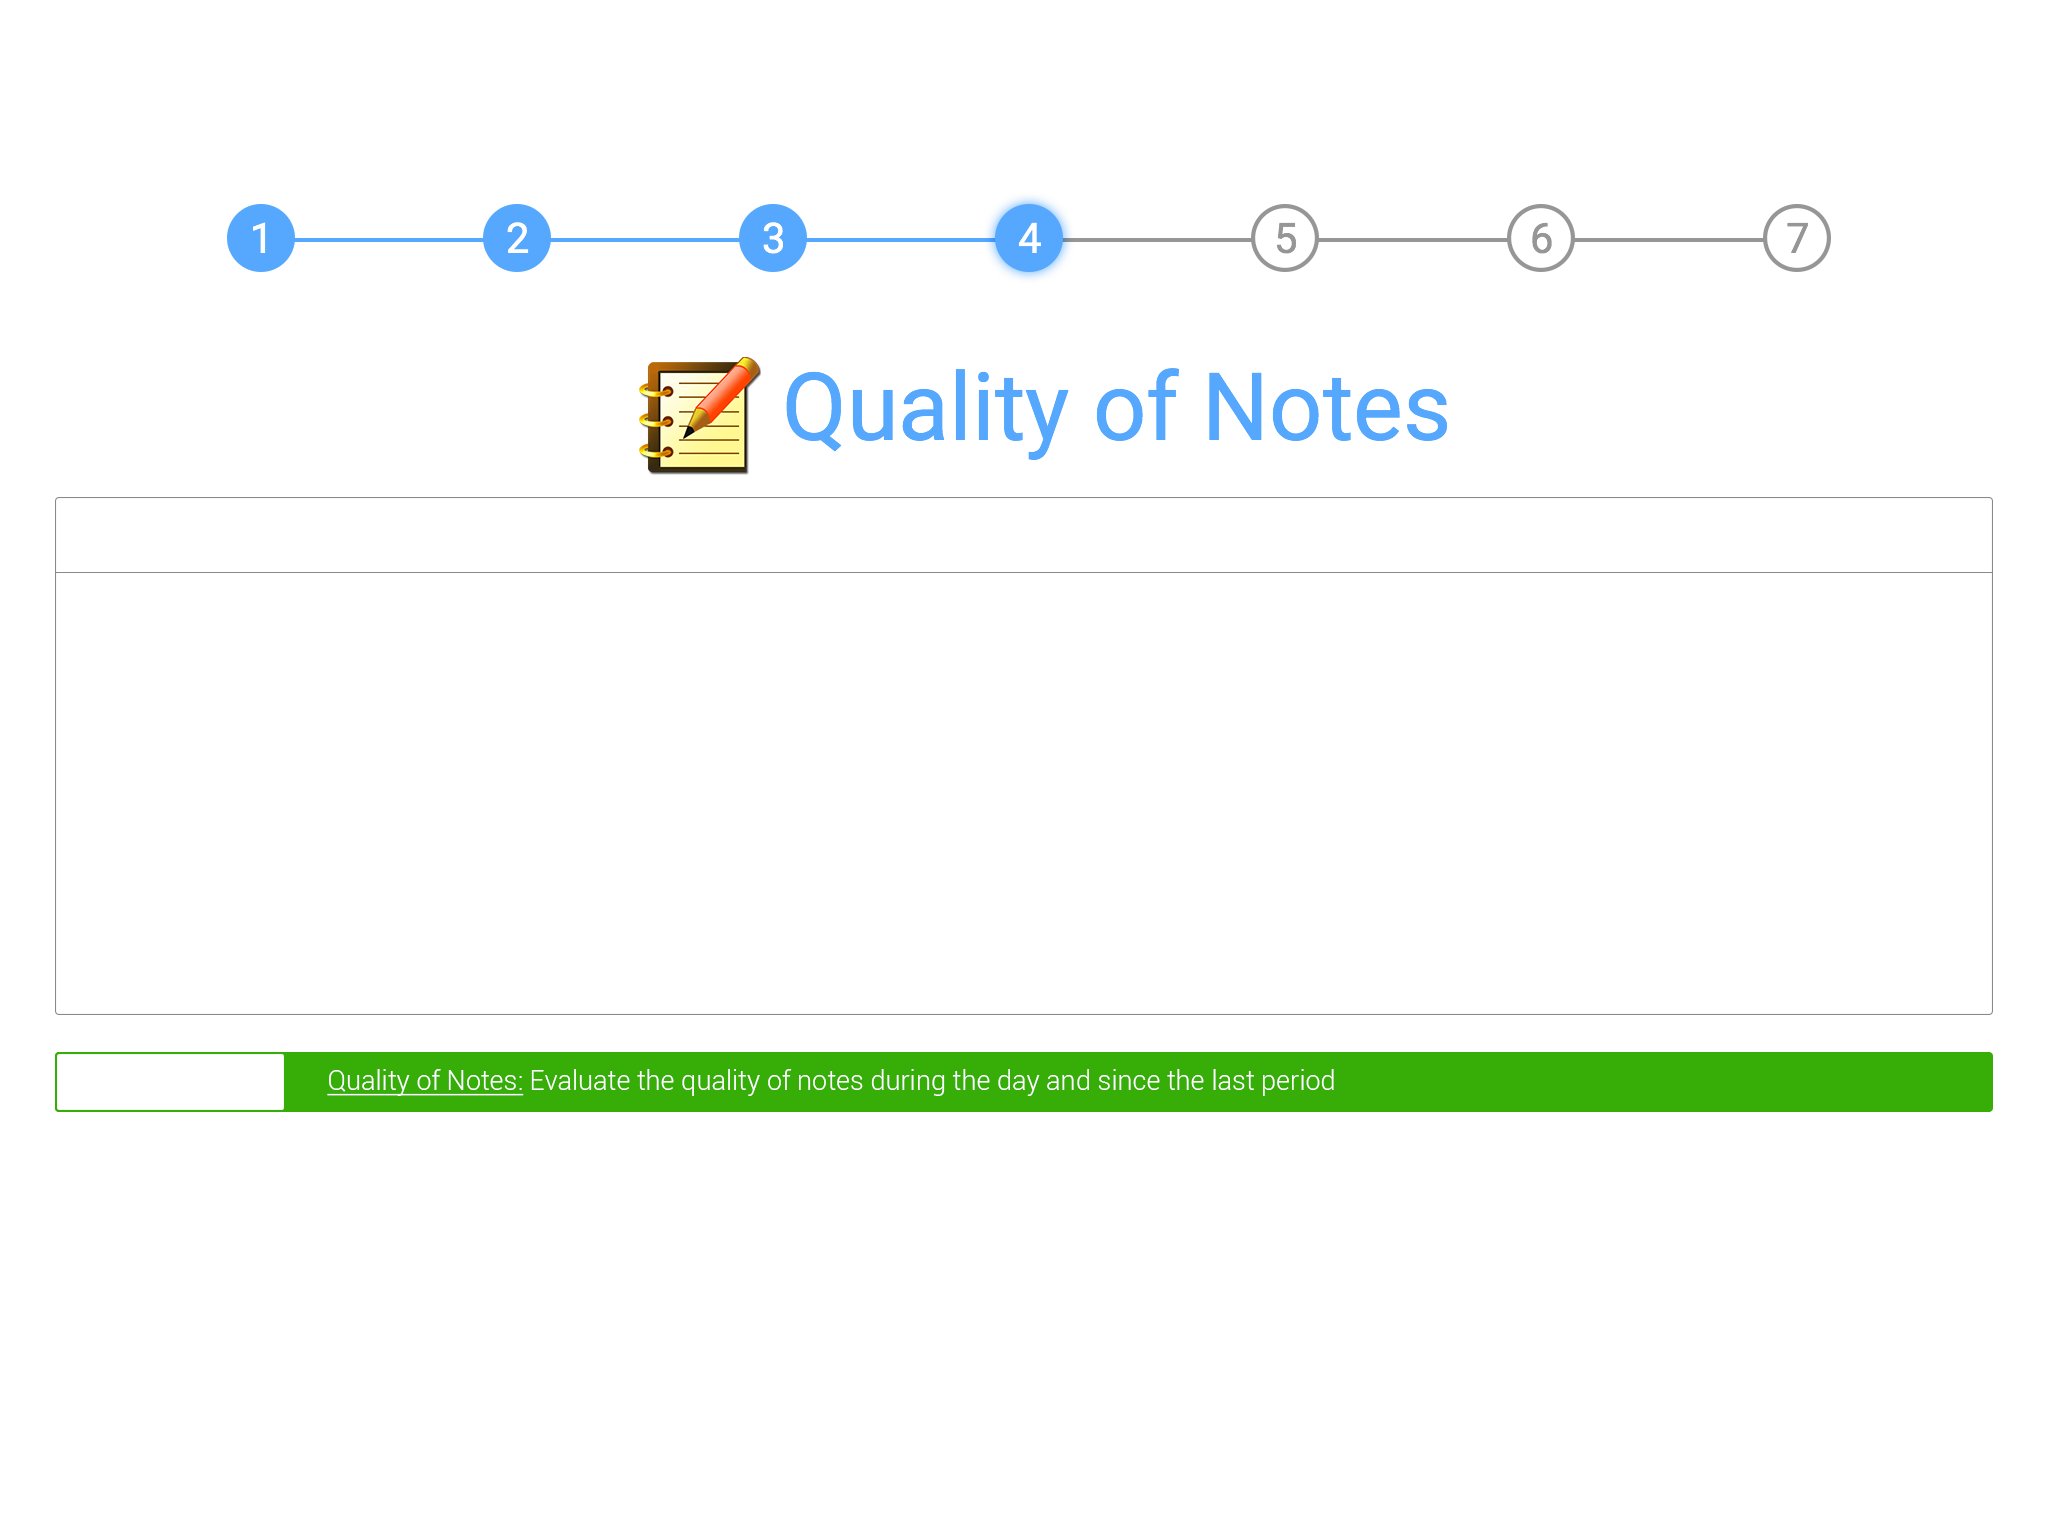 1 2 3 4 5 6 7
Quality of Notes
Quality of Notes: Evaluate the quality of notes during the day and since the last period